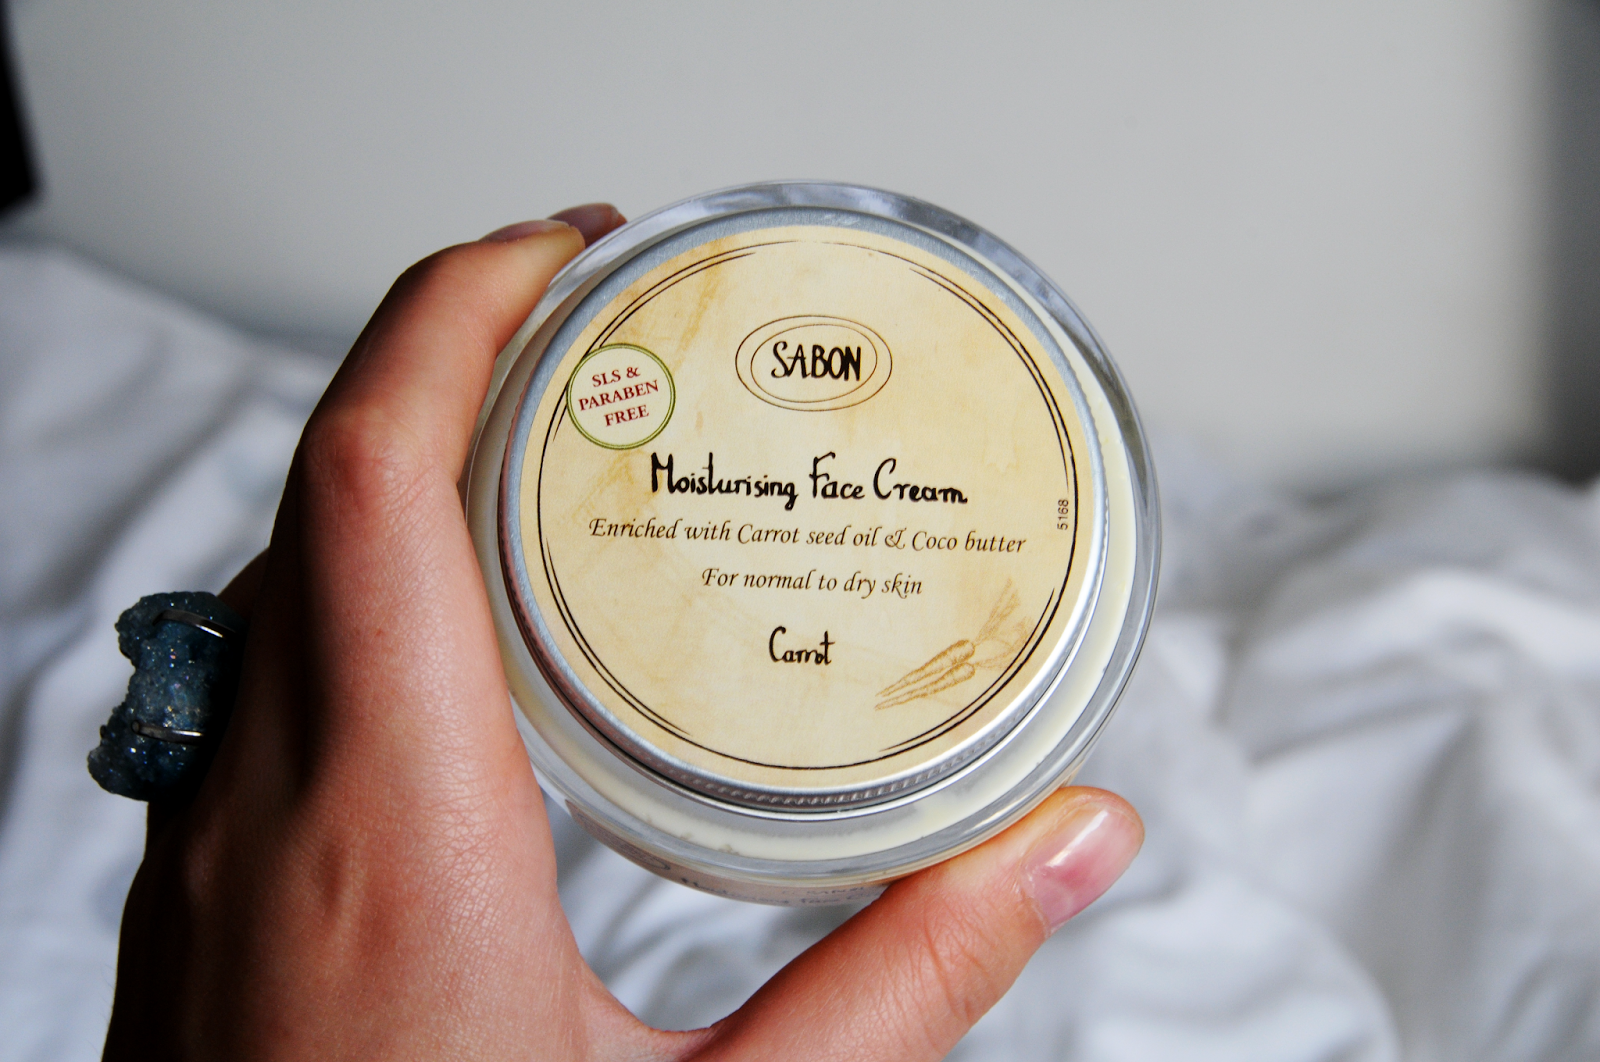 SABON
SLS &
PARABEN
FREE
Moisturising Face Cream
Enriched with Carrot seed oil & Coco butter
For normal to dry skin
Carrot
5168